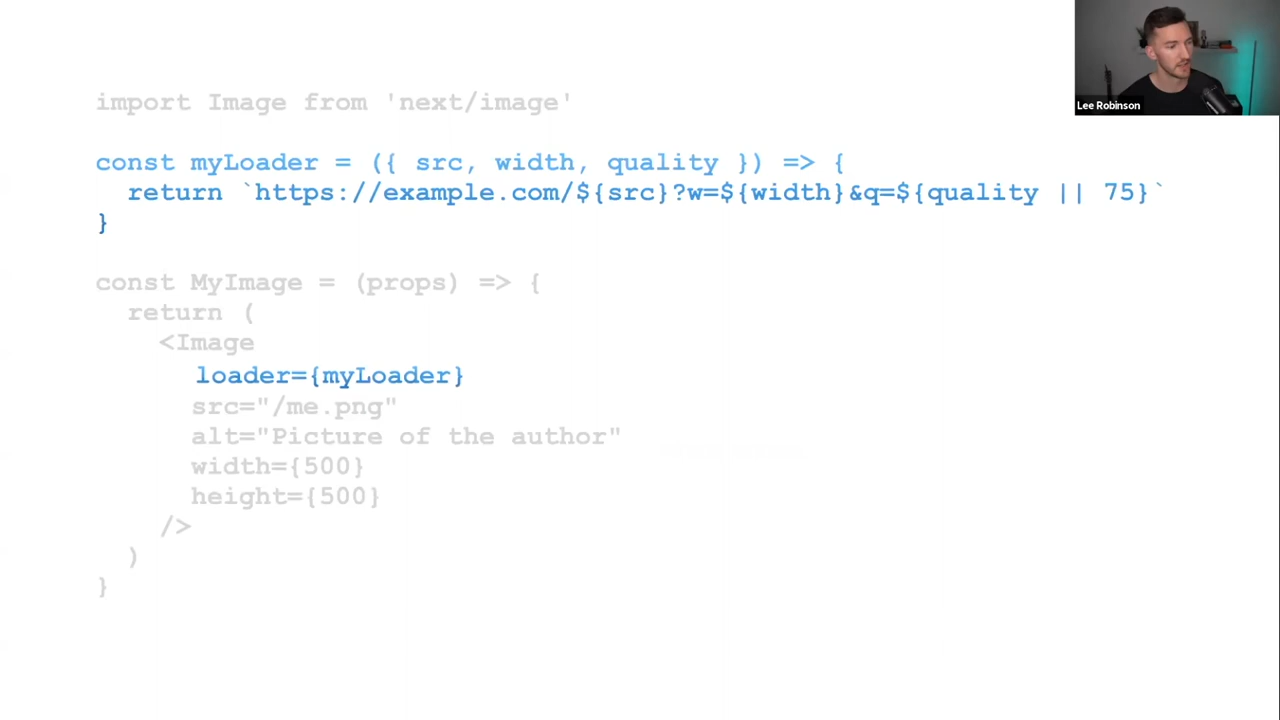 import Image from 'next/image'
const myLoader = ({ src, width, quality }) => {
  return `https://example.com/${src}?w=${width}&q=${quality || 75}`
}
const MyImage = (props) => {
  return (
    <Image
      loader={myLoader}
      src="/me.png"
      alt="Picture of the author"
      width={500}
      height={500}
    />
  )
}
Lee Robinson